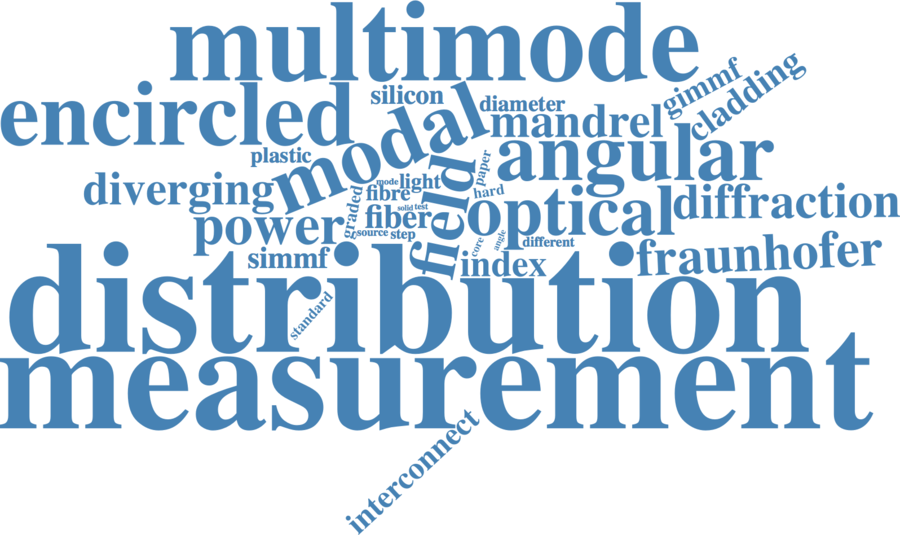 multimode
encircled
silicon
modal
diameter
mandrel
gimmf
cladding
plastic
angular
diverging
mode
light
fibre
field
paper
hard
graded
solid
test
fiber
optical
diffraction
power
source
step
core
angle
different
simmf
index
fraunhofer
distribution
standard
measurement
interconnect